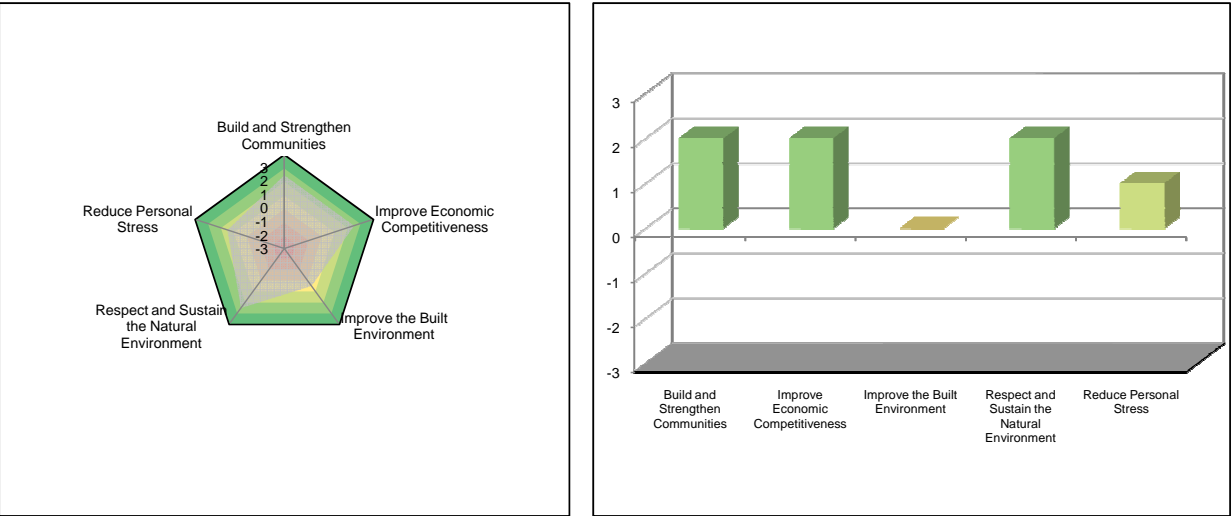 Build and Strengthen
Communities
3
2
1
0
-1
-2
-3
Reduce Personal
Stress
Improve Economic
Competitiveness
Respect and Sustain
the Natural
Environment
Improve the Built
Environment
3
2
1
0
-1
-2
-3
Build and
Strengthen
Communities
Improve
Economic
Competitiveness
Improve the Built
Environment
Respect and
Sustain the
Natural
Environment
Reduce Personal
Stress